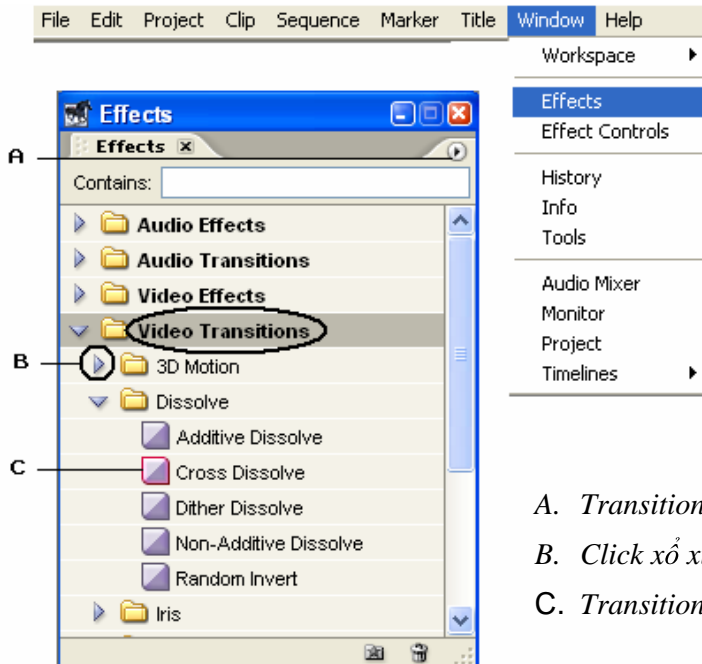 File Edit Project Clip Sequence Marker Title Window Help
Workspace
Effects
Effect Controls
History
Info
Tools
Audio Mixer
Monitor
Project
Timelines
Effects
Effects
A
Contains:
Audio Effects
Audio Transitions
Video Effects
Video Transitions
B
3D Motion
Dissolve
Additive Dissolve
C
Cross Dissolve
Dither Dissolve
Non-Additive Dissolve
Random Invert
Iris
A. Transition
B. Click xổ
C. Transition